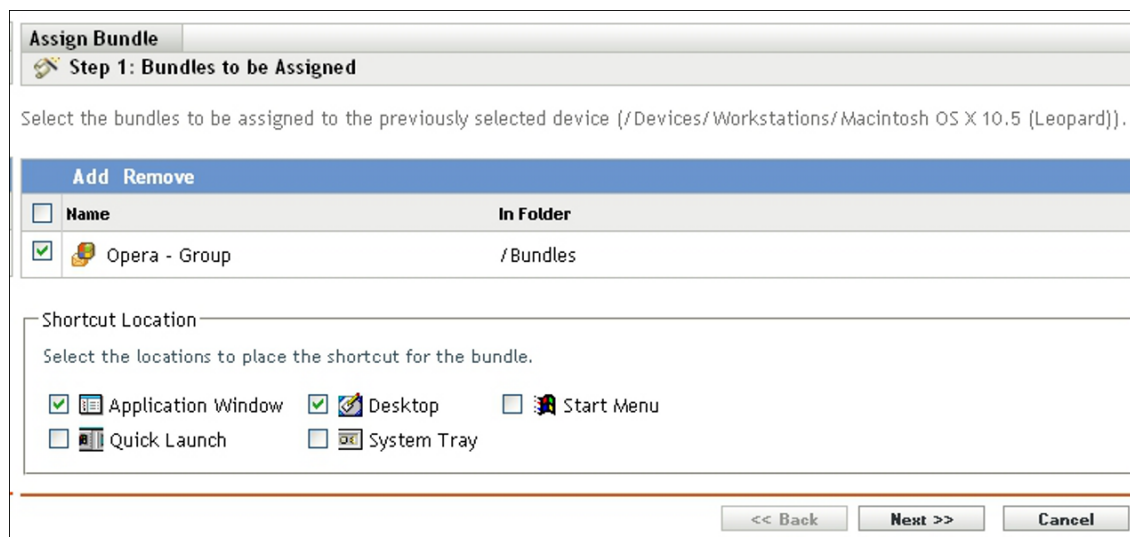 Assign Bundle
Step 1: Bundles to be Assigned
Select the bundles to be assigned to the previously selected device (/Devices/Workstations/Macintosh OS X 10.5 (Leopard)).
Add Remove
Name In Folder
Opera - Group /Bundles
Shortcut Location
Select the locations to place the shortcut for the bundle.
Application Window Desktop Start Menu
Quick Launch System Tray
<< Back Next >> Cancel